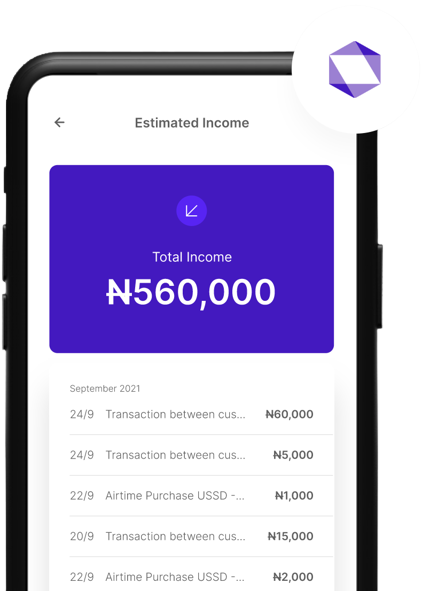 Estimated Income
Total Income
₦560,000
September 2021
24/9 Transaction between cus... ₦60,000
24/9 Transaction between cus... ₦5,000
22/9 Airtime Purchase USSD -... ₦1,000
20/9 Transaction between cus... ₦15,000
22/9 Airtime Purchase USSD -... ₦2,000